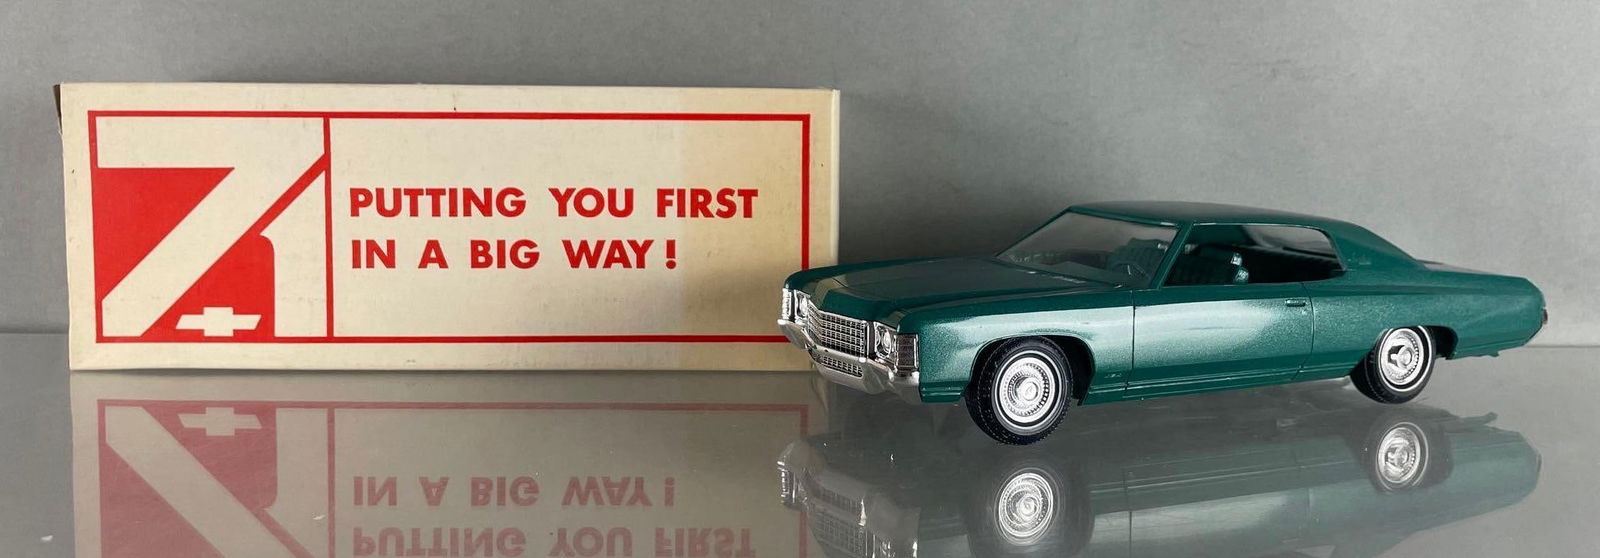 71
PUTTING YOU FIRST
IN A BIG WAY!